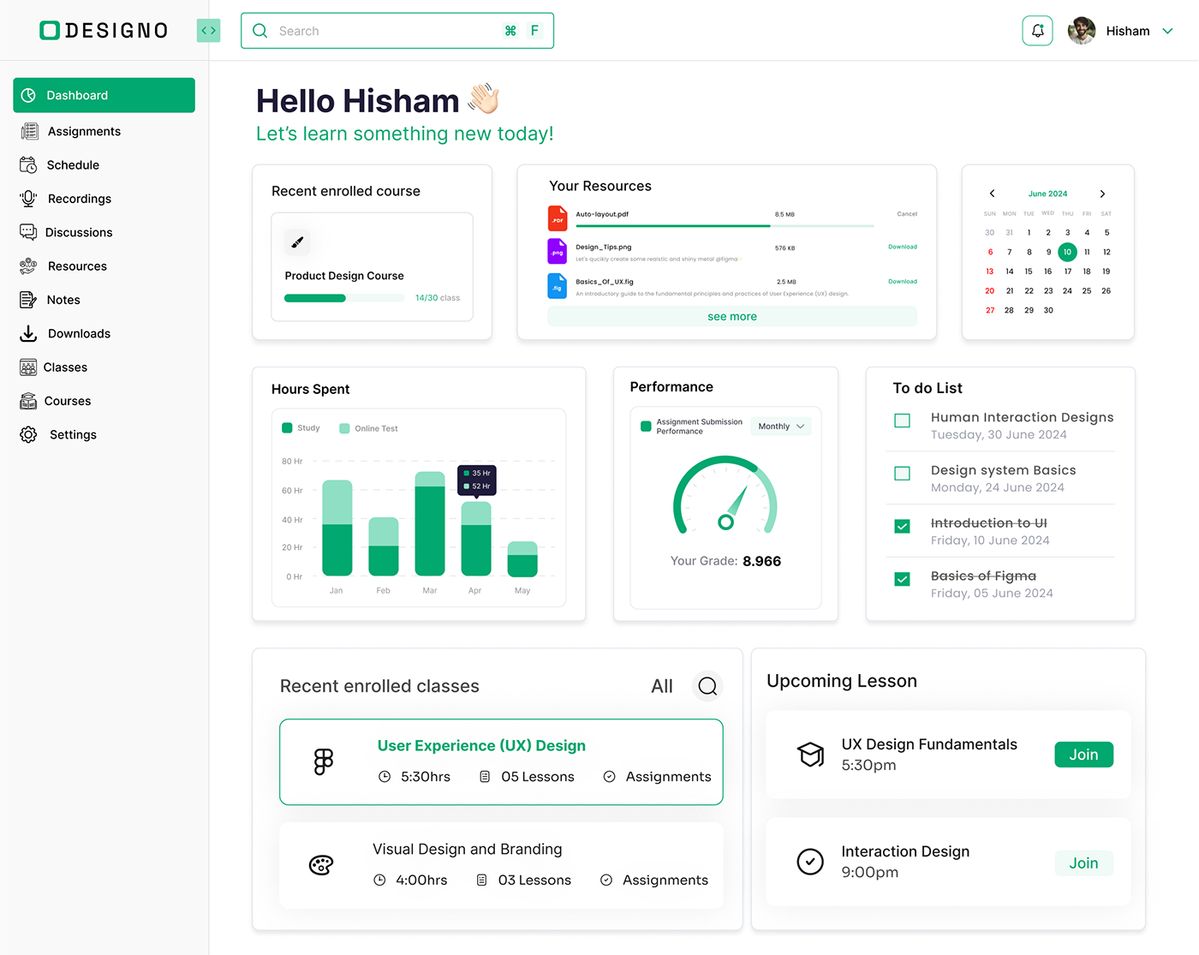 DESIGNO
Search ⌘ F
Hisham
Dashboard
Assignments
Schedule
Recordings
Discussions
Resources
Notes
Downloads
Classes
Courses
Settings
Hello Hisham 👋🏻
Let's learn something new today!
Recent enrolled course
Product Design Course
14/30 class
Your Resources
.PDF
Auto-layout.pdf 8.5 MB Cancel
.png
Design_Tips.png 576 KB Download
Let's quickly create some realistic and shiny metal @figma
.fig
Basics_Of_UX.fig 2.5 MB Download
An introductory guide to the fundamental principles and practices of User Experience (UX) design.
see more
June 2024
SUN MON TUE WED THU FRI SAT
30 31 1 2 3 4 5
6 7 8 9 10 11 12
13 14 15 16 17 18 19
20 21 22 23 24 25 26
27 28 29 30
Hours Spent
Study Online Test
80 Hr
60 Hr
40 Hr
20 Hr
0 Hr
35 Hr
52 Hr
Jan Feb Mar Apr May
Performance
Assignment Submission
Performance
Monthly
Your Grade: 8.966
To do List
Human Interaction Designs
Tuesday, 30 June 2024
Design system Basics
Monday, 24 June 2024
Introduction to UI
Friday, 10 June 2024
Basics of Figma
Friday, 05 June 2024
Recent enrolled classes All
User Experience (UX) Design
5:30hrs 05 Lessons Assignments
Visual Design and Branding
4:00hrs 03 Lessons Assignments
Upcoming Lesson
UX Design Fundamentals
5:30pm
Join
Interaction Design
9:00pm
Join